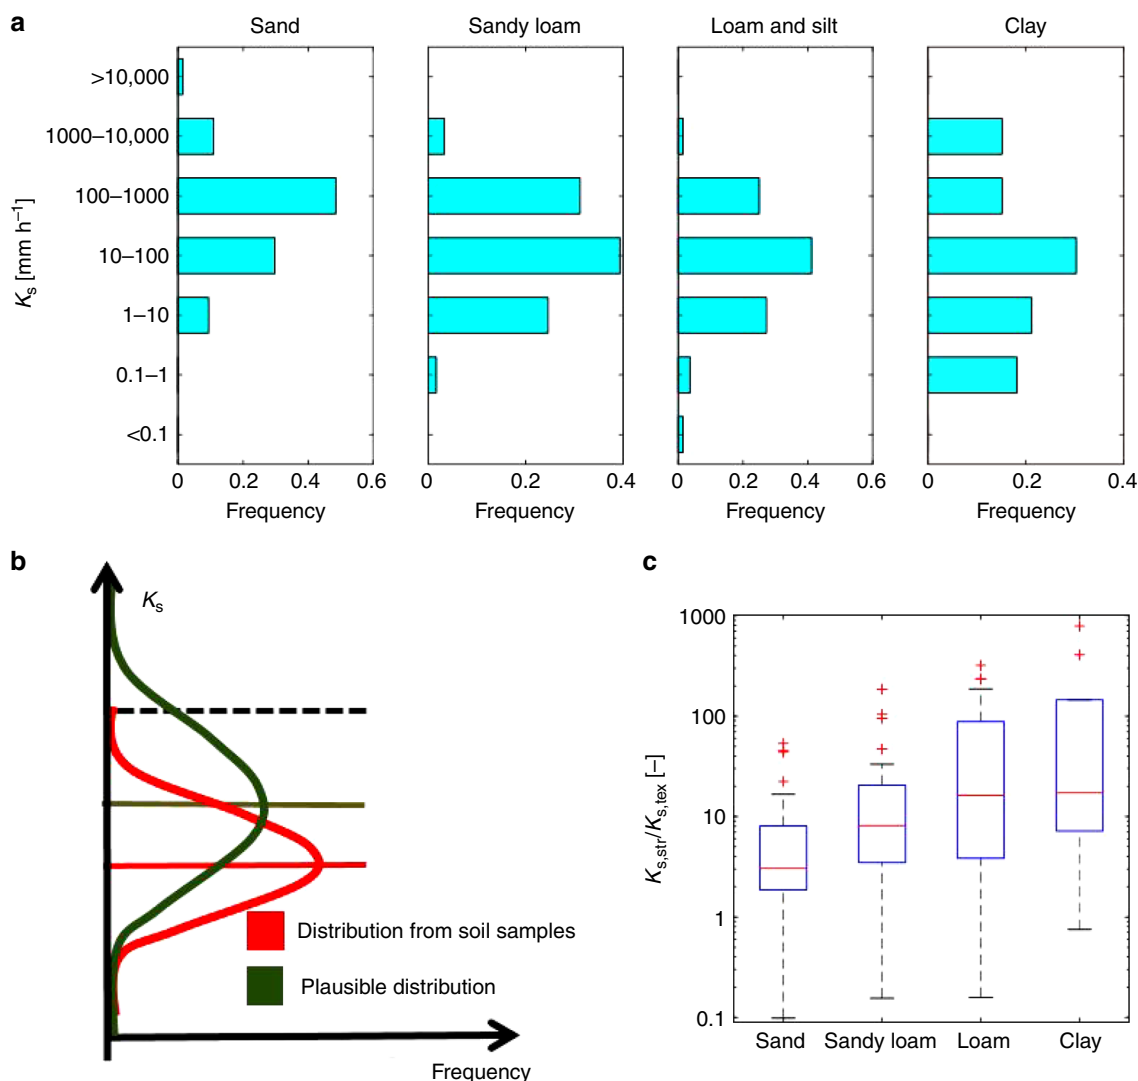 a
Sand
Sandy loam
Loam and silt
Clay
>10,000
1000–10,000
100–1000
10–100
1–10
0.1–1
<0.1
Ks [mm h⁻¹]
0 0.2 0.4 0.6
0 0.2 0.4
0 0.2 0.4 0.6
0 0.2 0.4
Frequency
Frequency
Frequency
Frequency
b
Ks
Distribution from soil samples
Plausible distribution
Frequency
c
1000
100
10
1
0.1
Ks,str/Ks,tex [–]
Sand
Sandy loam
Loam
Clay